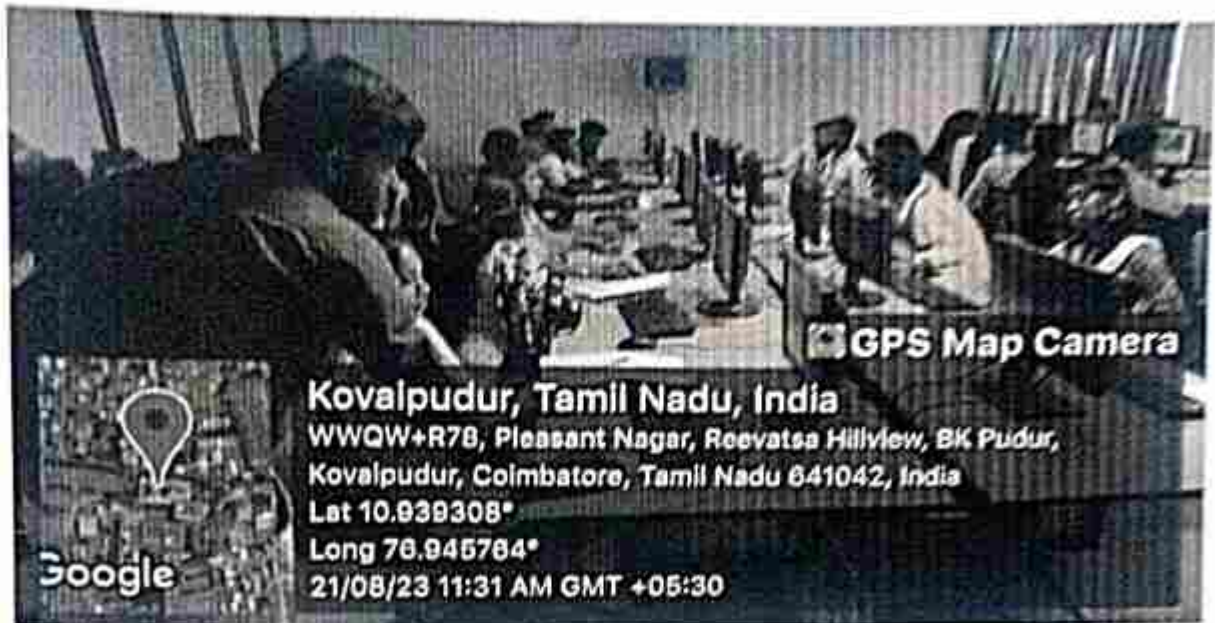 GPS Map Camera
Kovaipudur, Tamil Nadu, India
WWQW+R78, Pleasant Nagar, Reevatsa Hillview, BK Pudur,
Kovaipudur, Coimbatore, Tamil Nadu 641042, India
Lat 10.939308°
Long 76.945764°
21/08/23 11:31 AM GMT +05:30
Google